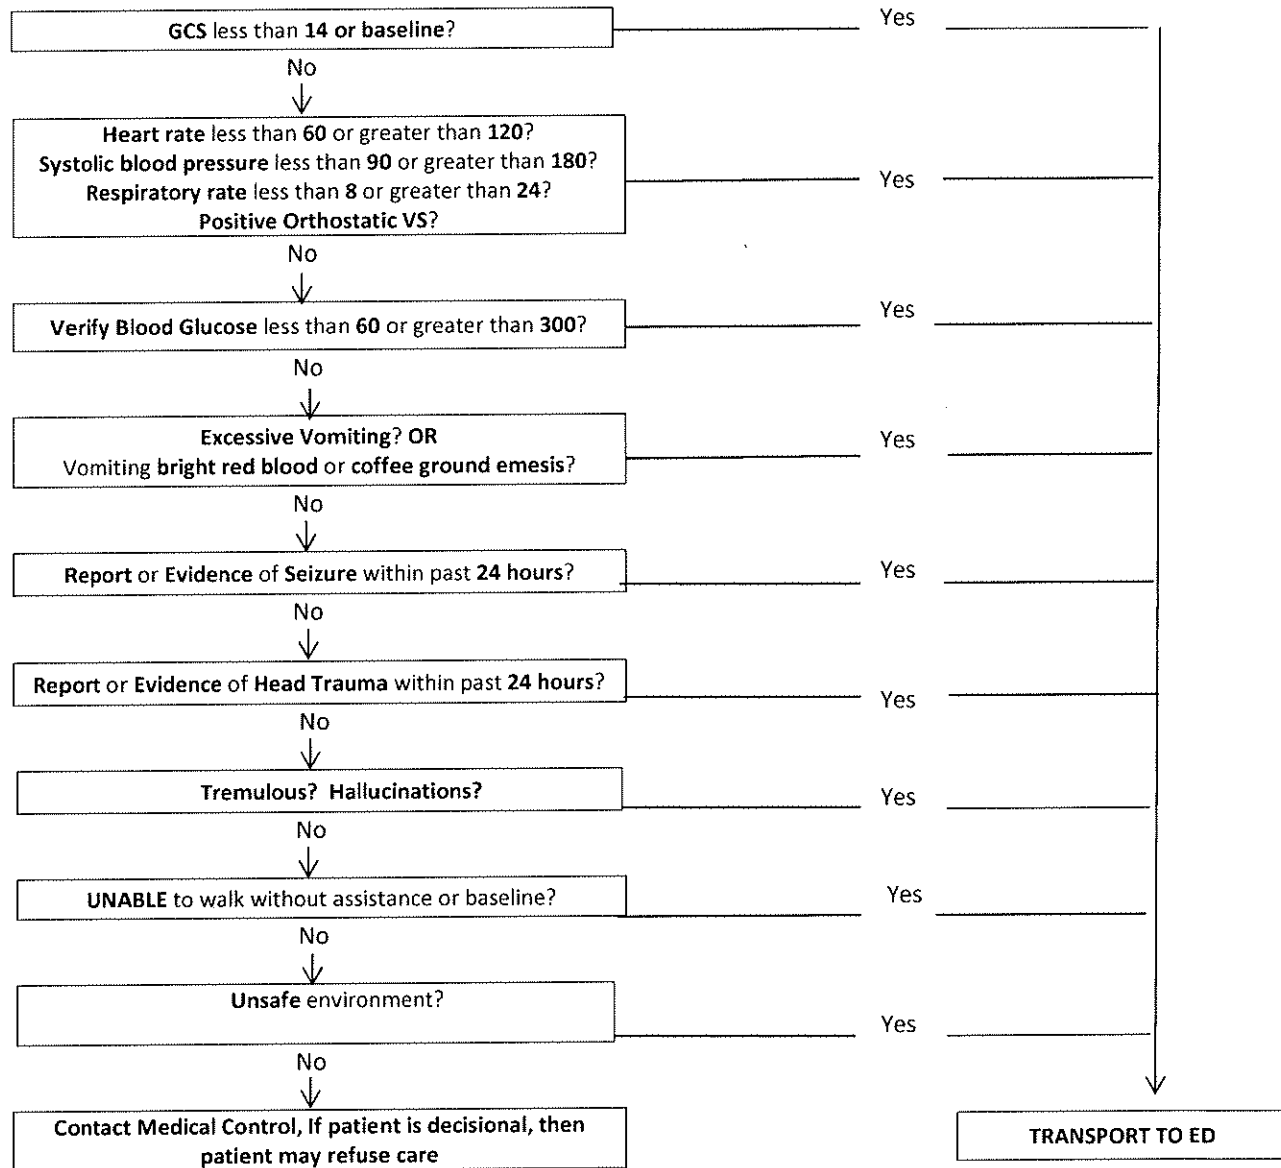 GCS less than 14 or baseline?
Yes
No
Heart rate less than 60 or greater than 120?
Systolic blood pressure less than 90 or greater than 180?
Respiratory rate less than 8 or greater than 24?
Positive Orthostatic VS?
Yes
No
Verify Blood Glucose less than 60 or greater than 300?
Yes
No
Excessive Vomiting? OR
Vomiting bright red blood or coffee ground emesis?
Yes
No
Report or Evidence of Seizure within past 24 hours?
Yes
No
Report or Evidence of Head Trauma within past 24 hours?
Yes
No
Tremulous? Hallucinations?
Yes
No
UNABLE to walk without assistance or baseline?
Yes
No
Unsafe environment?
Yes
No
Contact Medical Control, If patient is decisional, then
patient may refuse care
TRANSPORT TO ED